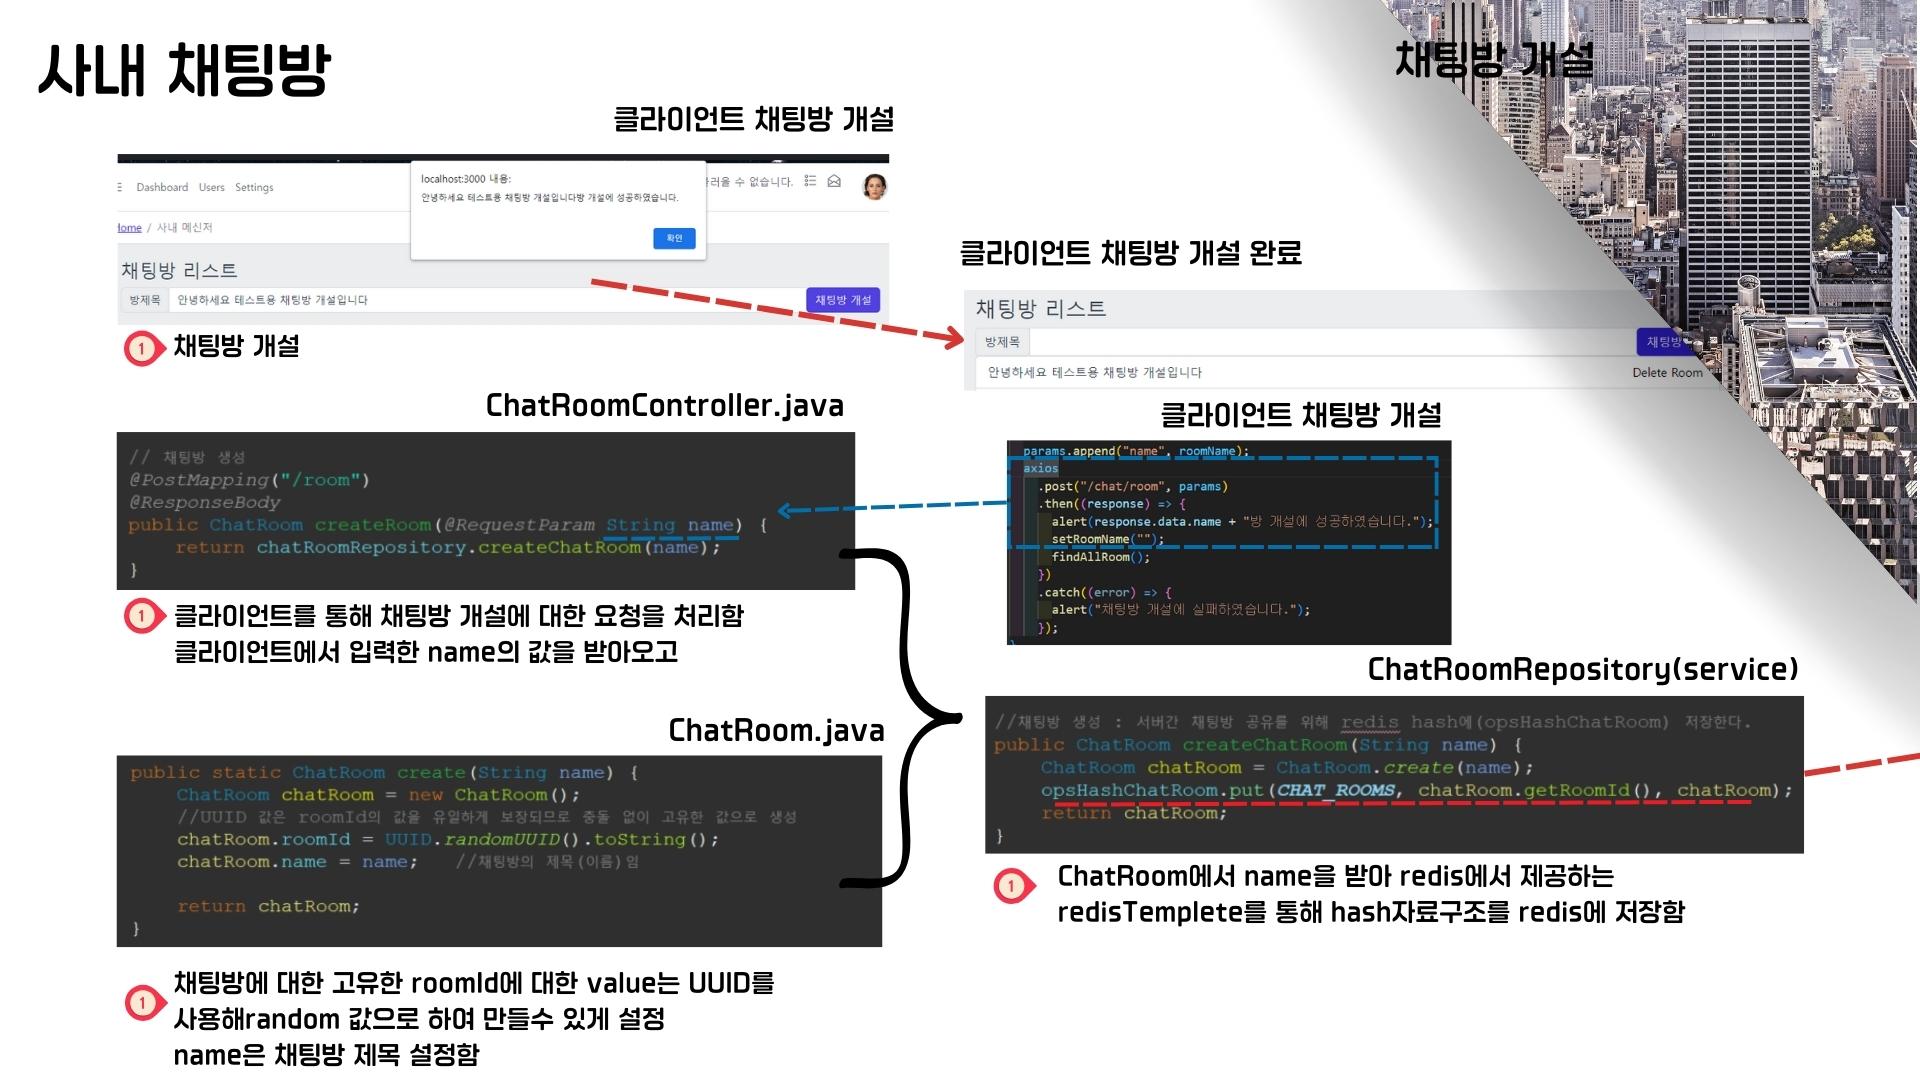 사내 채팅방
채팅방 개설
클라이언트 채팅방 개설
Dashboard Users Settings
localhost:3000 내용:
안녕하세요 테스트용 채팅방 개설입니다방 개설에 성공하였습니다.
확인
러올 수 없습니다.
Home / 사내 메신저
채팅방 리스트
방제목 안녕하세요 테스트용 채팅방 개설입니다 채팅방 개설
1 채팅방 개설
클라이언트 채팅방 개설 완료
채팅방 리스트
방제목 채팅방
안녕하세요 테스트용 채팅방 개설입니다 Delete Room
ChatRoomController.java
// 채팅방 생성
@PostMapping("/room")
@ResponseBody
public ChatRoom createRoom(@RequestParam String name) {
return chatRoomRepository.createChatRoom(name);
}
1 클라이언트를 통해 채팅방 개설에 대한 요청을 처리함
클라이언트에서 입력한 name의 값을 받아오고
클라이언트 채팅방 개설
params.append("name", roomName);
axios
.post("/chat/room", params)
.then((response) => {
alert(response.data.name + "방 개설에 성공하였습니다.");
setRoomName("");
findAllRoom();
})
.catch((error) => {
alert("채팅방 개설에 실패하였습니다.");
});
ChatRoom.java
public static ChatRoom create(String name) {
ChatRoom chatRoom = new ChatRoom();
//UUID 값은 roomId의 값을 유일하게 보장되므로 충돌 없이 고유한 값으로 생성
chatRoom.roomId = UUID.randomUUID().toString();
chatRoom.name = name; //채팅방의 제목(이름)임
return chatRoom;
}
1 채팅방에 대한 고유한 roomId에 대한 value는 UUID를
사용해random 값으로 하여 만들수 있게 설정
name은 채팅방 제목 설정함
ChatRoomRepository(service)
//채팅방 생성 : 서버간 채팅방 공유를 위해 redis hash에(opsHashChatRoom) 저장한다.
public ChatRoom createChatRoom(String name) {
ChatRoom chatRoom = ChatRoom.create(name);
opsHashChatRoom.put(CHAT_ROOMS, chatRoom.getRoomId(), chatRoom);
return chatRoom;
}
1 ChatRoom에서 name을 받아 redis에서 제공하는
redisTemplete를 통해 hash자료구조를 redis에 저장함